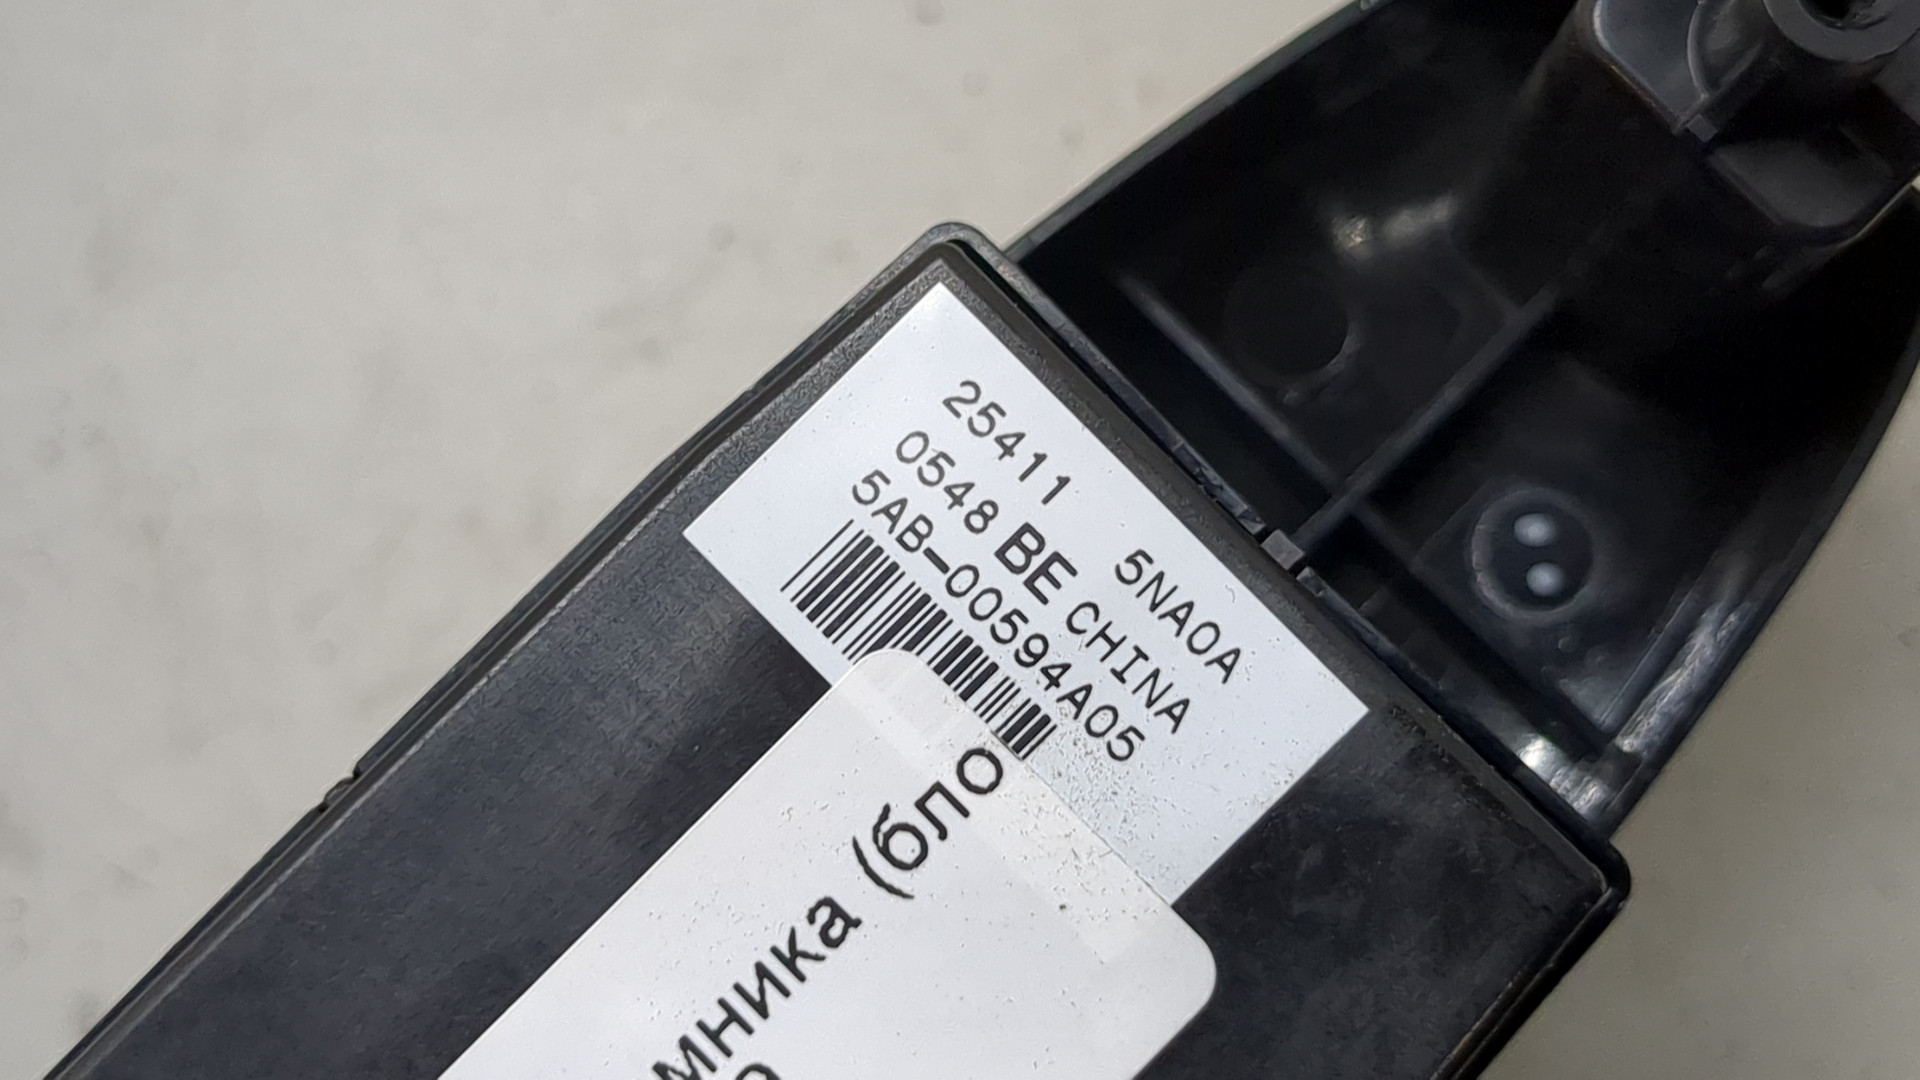 25411 5NA0A
0548 BE CHINA
5AB-00594A05
мника (бло